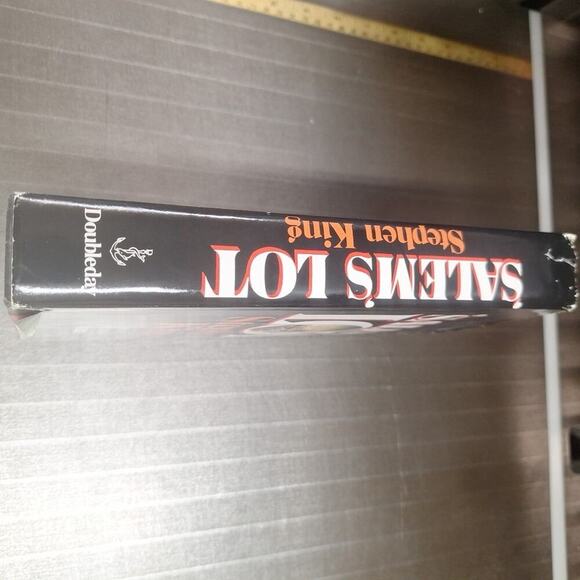 Stephen King
'SALEM'S LOT
Doubleday